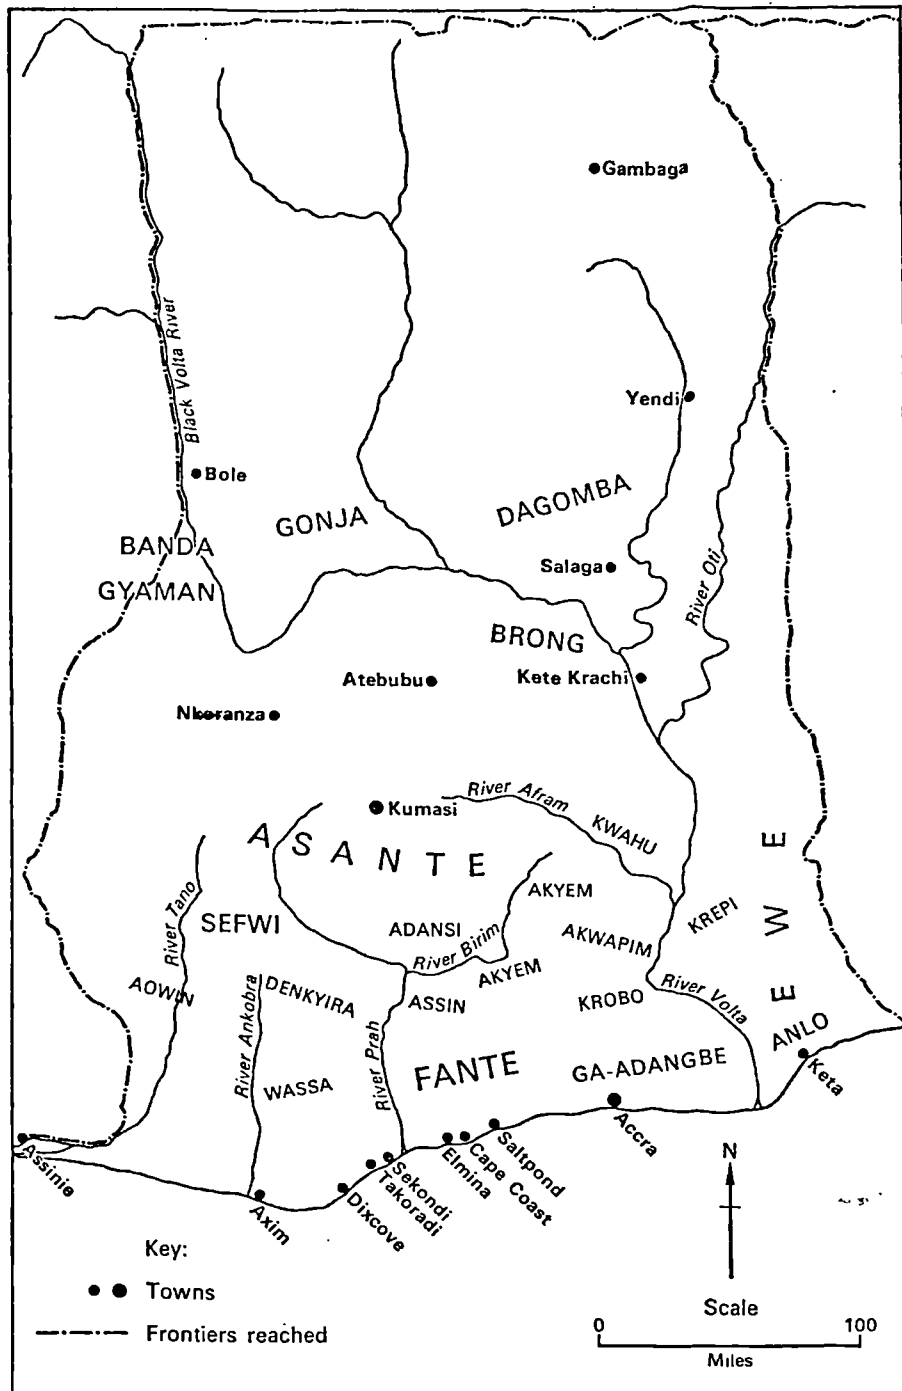 Gambaga
Black Volta River
Yendi
Bole
GONJA
DAGOMBA
BANDA
Salaga
River Oti
GYAMAN
BRONG
Atebubu
Kete Krachi
Nkoranza
River Afram
Kumasi
KWAHU
ASANTE
EWE
River Tano
AKYEM
KREPI
SEFWI
ADANSI
River Birim
AKWAPIM
AOWIN
River Ankobra
DENKYIRA
AKYEM
ASSIN
KROBO
River Volta
River Prah
ANLO
WASSA
FANTE
GA-ADANGBE
Keta
Accra
Assinie
Saltpond
Cape Coast
Elmina
Sekondi
Takoradi
Dixcove
Axim
N
Key:
Towns
Frontiers reached
Scale
0 100
Miles